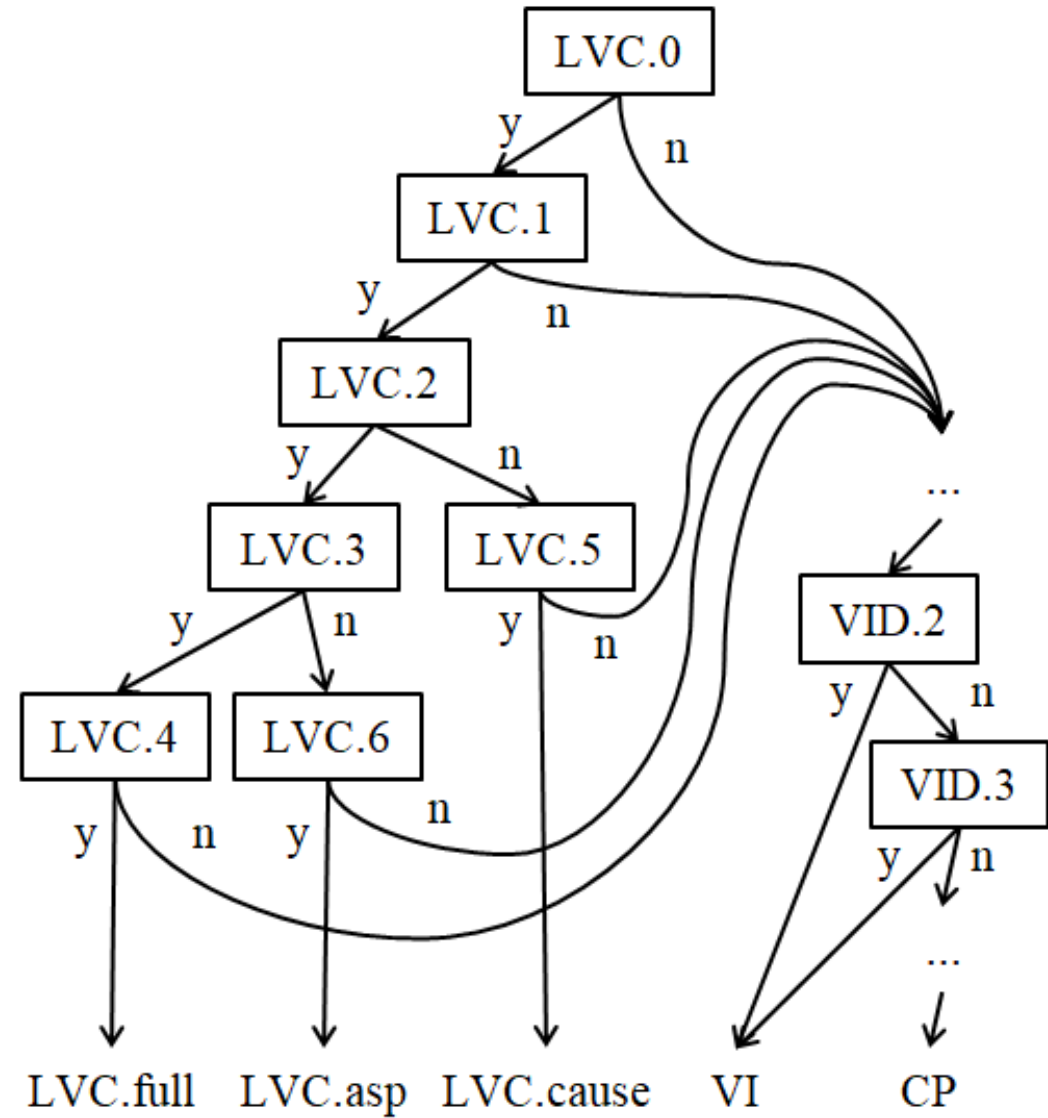 LVC.0
y
n
LVC.1
y
n
LVC.2
y
n
LVC.3
LVC.5
y
n
y
n
LVC.4
LVC.6
y
n
y
n
...
VID.2
y
n
VID.3
y
n
...
LVC.full
LVC.asp
LVC.cause
VI
CP